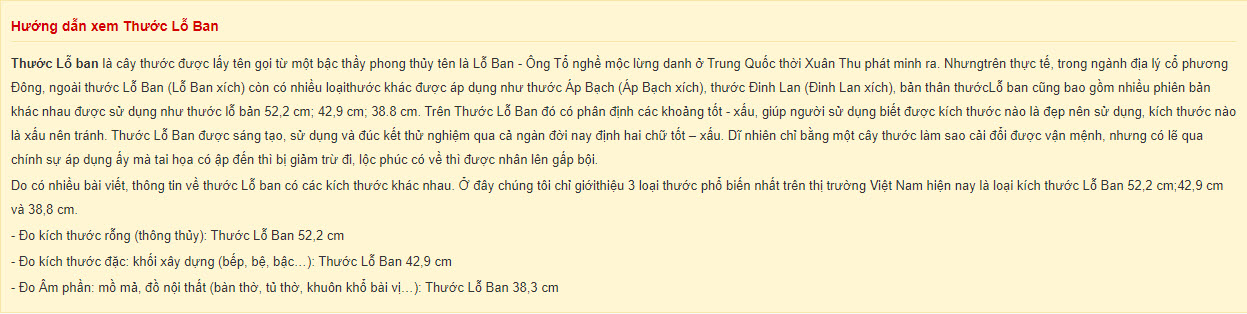 Hướng dẫn xem Thước Lỗ Ban
Thước Lỗ ban là cây thước được lấy tên gọi từ một bậc thầy phong thủy tên là Lỗ Ban - Ông Tổ nghề mộc lừng danh ở Trung Quốc thời Xuân Thu phát minh ra. Nhưngtrên thực tế, trong ngành địa lý cổ phương
Đông, ngoài thước Lỗ Ban (Lỗ Ban xích) còn có nhiều loạithước khác được áp dụng như thước Áp Bạch (Áp Bạch xích), thước Đinh Lan (Đinh Lan xích), bản thân thướcLỗ ban cũng bao gồm nhiều phiên bản
khác nhau được sử dụng như thước lỗ bản 52,2 cm; 42,9 cm; 38.8 cm. Trên Thước Lỗ Ban đó có phân định các khoảng tốt - xấu, giúp người sử dụng biết được kích thước nào là đẹp nên sử dụng, kích thước nào
là xấu nên tránh. Thước Lỗ Ban được sáng tạo, sử dụng và đúc kết thử nghiệm qua cả ngàn đời nay định hai chữ tốt – xấu. Dĩ nhiên chỉ bằng một cây thước làm sao cải đổi được vận mệnh, nhưng có lẽ qua
chính sự áp dụng ấy mà tai họa có ập đến thì bị giảm trừ đi, lộc phúc có về thì được nhân lên gấp bội.
Do có nhiều bài viết, thông tin về thước Lỗ ban có các kích thước khác nhau. Ở đây chúng tôi chỉ giớithiệu 3 loại thước phổ biến nhất trên thị trường Việt Nam hiện nay là loại kích thước Lỗ Ban 52,2 cm;42,9 cm
và 38,8 cm.
- Đo kích thước rỗng (thông thủy): Thước Lỗ Ban 52,2 cm
- Đo kích thước đặc: khối xây dựng (bếp, bệ, bậc…): Thước Lỗ Ban 42,9 cm
- Đo Âm phần: mồ mả, đồ nội thất (bàn thờ, tủ thờ, khuôn khổ bài vị…): Thước Lỗ Ban 38,3 cm